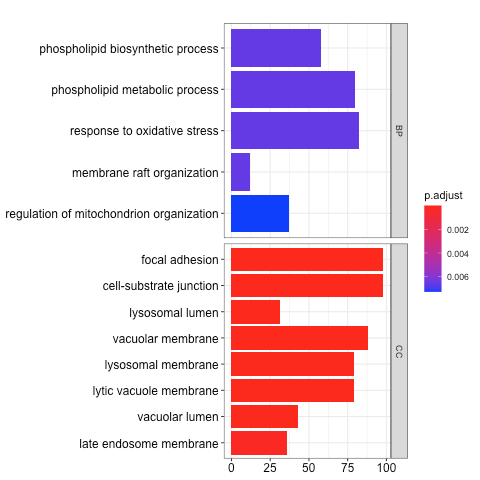 phospholipid biosynthetic process
phospholipid metabolic process
response to oxidative stress
membrane raft organization
regulation of mitochondrion organization
BP
focal adhesion
cell-substrate junction
lysosomal lumen
vacuolar membrane
lysosomal membrane
lytic vacuole membrane
vacuolar lumen
late endosome membrane
CC
0 25 50 75 100
p.adjust
0.002
0.004
0.006